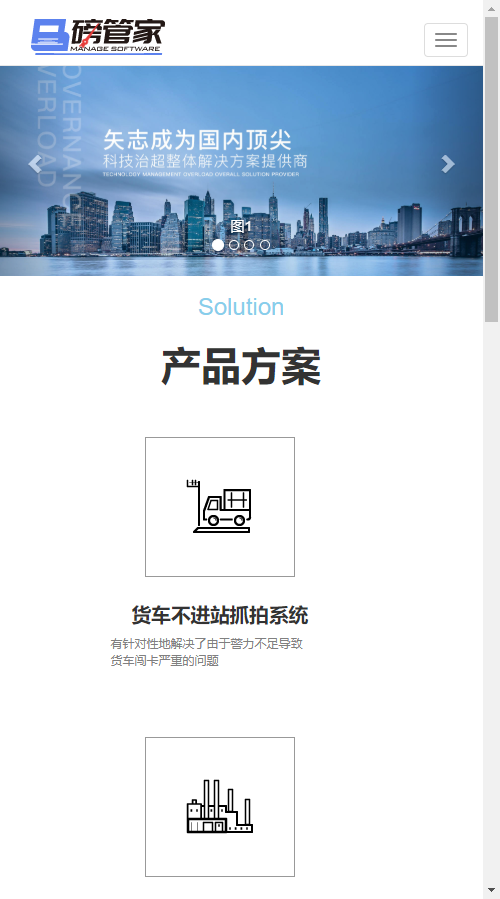 磅管家
MANAGE SOFTWARE
OVERNANCE
OVERLOAD
矢志成为国内顶尖
科技治超整体解决方案提供商
TECHNOLOGY MANAGEMENT OVERLOAD OVERALL SOLUTION PROVIDER
图1
Solution
产品方案
货车不进站抓拍系统
有针对性地解决了由于警力不足导致
货车闯卡严重的问题